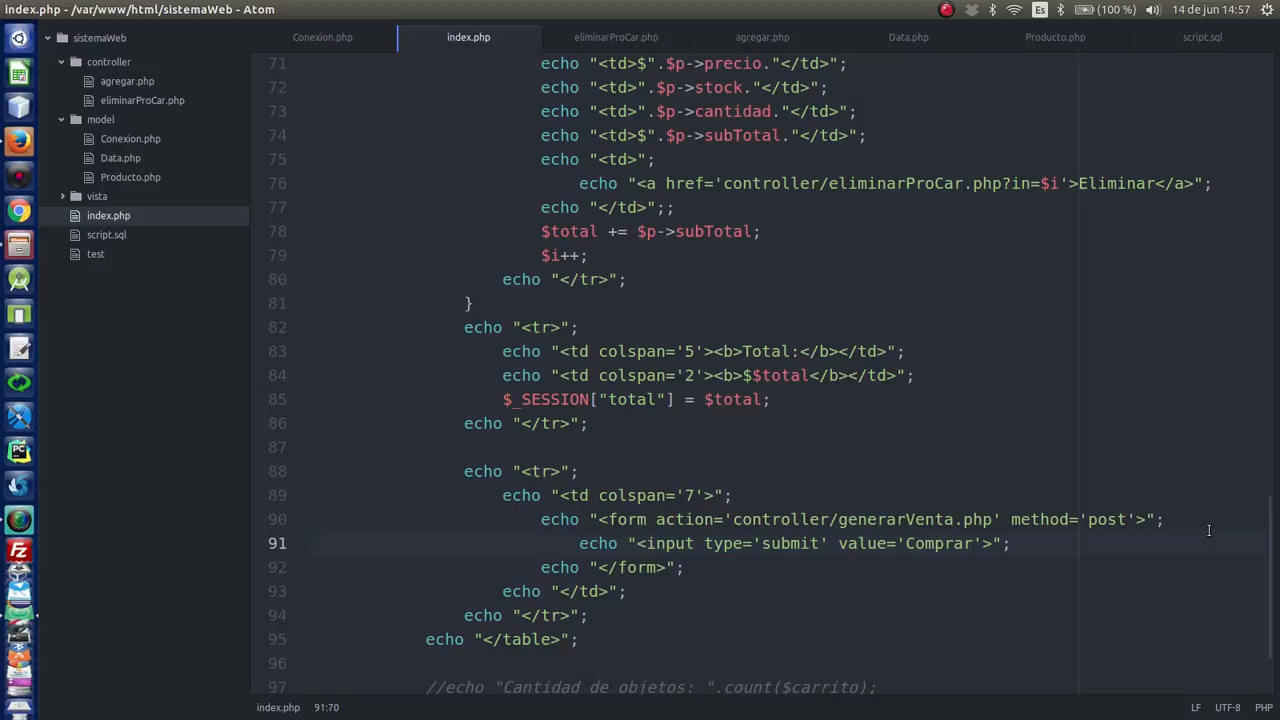 index.php - /var/www/html/sistemaWeb - Atom
Es
(100 %)
14 de jun 14:57
sistemaWeb
controller
agregar.php
eliminarProCar.php
model
Conexion.php
Data.php
Producto.php
vista
index.php
script.sql
test
Conexion.php index.php eliminarProCar.php agregar.php Data.php Producto.php script.sql
71 echo "<td>$".$p->precio."</td>";
72 echo "<td>".$p->stock."</td>";
73 echo "<td>".$p->cantidad."</td>";
74 echo "<td>$".$p->subTotal."</td>";
75 echo "<td>";
76 echo "<a href='controller/eliminarProCar.php?in=$i'>Eliminar</a>";
77 echo "</td>";;
78 $total += $p->subTotal;
79 $i++;
80 echo "</tr>";
81 }
82 echo "<tr>";
83 echo "<td colspan='5'><b>Total:</b></td>";
84 echo "<td colspan='2'><b>$$total</b></td>";
85 $_SESSION["total"] = $total;
86 echo "</tr>";
87
88 echo "<tr>";
89 echo "<td colspan='7'>";
90 echo "<form action='controller/generarVenta.php' method='post'>";
91 echo "<input type='submit' value='Comprar'>";
92 echo "</form>";
93 echo "</td>";
94 echo "</tr>";
95 echo "</table>";
96
97 //echo "Cantidad de objetos: ".count($carrito);
index.php 91:70
LF UTF-8 PHP
PC
FZ